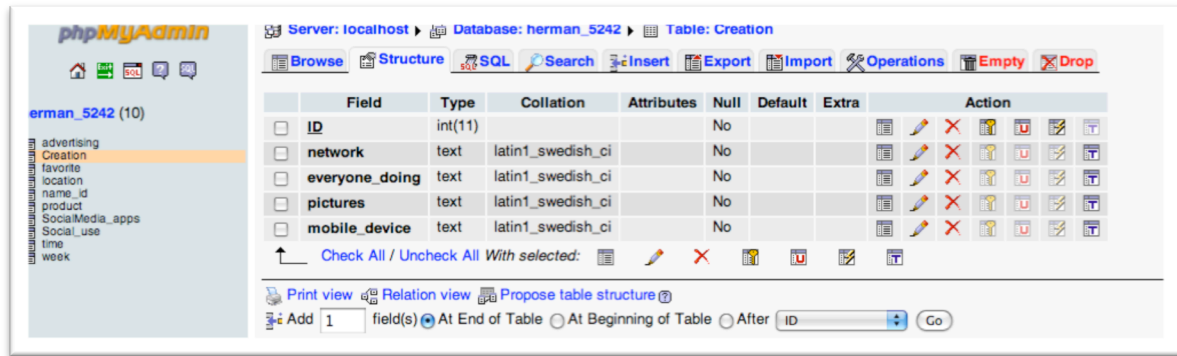 phpMyAdmin
SQL
SQL
erman_5242 (10)
advertising
Creation
favorite
location
name_id
product
SocialMedia_apps
Social_use
time
week
Server: localhost Database: herman_5242 Table: Creation
Browse Structure SQL Search Insert Export Import Operations Empty Drop
Field Type Collation Attributes Null Default Extra Action
ID int(11) No
network text latin1_swedish_ci No
everyone_doing text latin1_swedish_ci No
pictures text latin1_swedish_ci No
mobile_device text latin1_swedish_ci No
Check All / Uncheck All With selected:
Print view Relation view Propose table structure
Add 1 field(s) At End of Table At Beginning of Table After ID Go